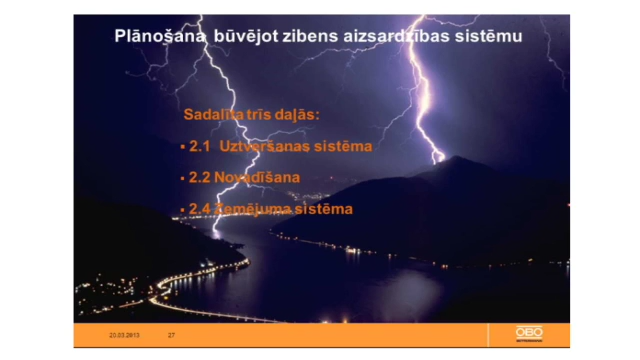 Plānošana būvējot zibens aizsardzības sistēmu
Sadalīta trīs daļās:
▪ 2.1 Uztveršanas sistēma
▪ 2.2 Novadīšana
▪ 2.4 Zemējuma sistēma
20.05.2013 27
OBO